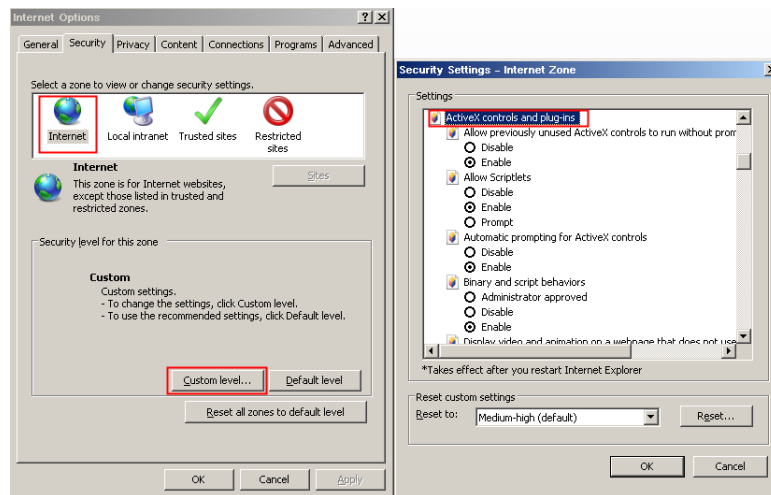 Internet Options
General Security Privacy Content Connections Programs Advanced
Select a zone to view or change security settings.
Internet Local intranet Trusted sites Restricted
sites
Internet
This zone is for Internet websites,
except those listed in trusted and
restricted zones.
Sites
Security level for this zone
Custom
Custom settings.
- To change the settings, click Custom level.
- To use the recommended settings, click Default level.
Custom level... Default level
Reset all zones to default level
OK Cancel Apply
Security Settings - Internet Zone
Settings
ActiveX controls and plug-ins
Allow previously unused ActiveX controls to run without prom
Disable
Enable
Allow Scriptlets
Disable
Enable
Prompt
Automatic prompting for ActiveX controls
Disable
Enable
Binary and script behaviors
Administrator approved
Disable
Enable
Display video and animation on a webpage that does not use
*Takes effect after you restart Internet Explorer
Reset custom settings
Reset to: Medium-high (default) Reset...
OK Cancel